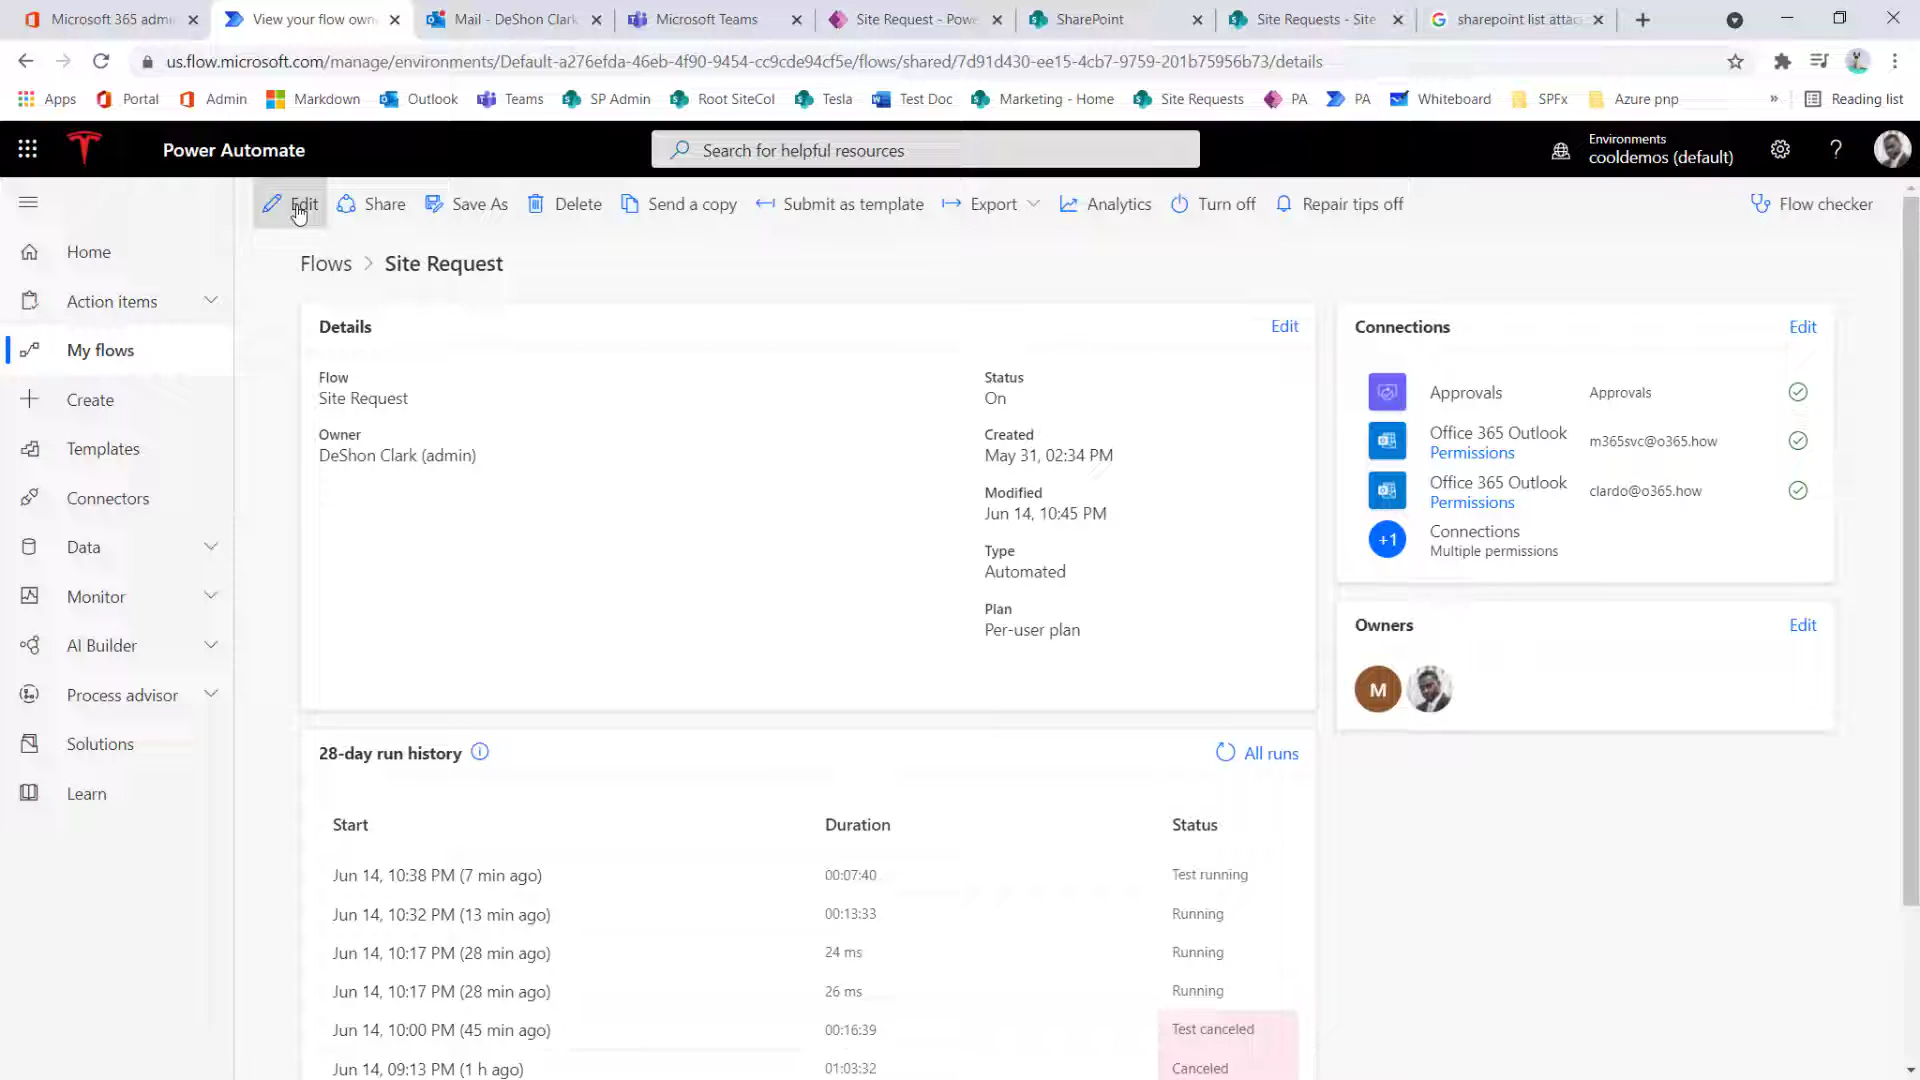 Microsoft 365 admi
View your flow own
Mail - DeShon Clark
Microsoft Teams
Site Request - Powe
SharePoint
Site Requests - Site
sharepoint list attac
us.flow.microsoft.com/manage/environments/Default-a276efda-46eb-4f90-9454-cc9cde94cf5e/flows/shared/7d91d430-ee15-4cb7-9759-201b75956b73/details
Apps
Portal
Admin
Markdown
Outlook
Teams
SP Admin
Root SiteCol
Tesla
Test Doc
Marketing - Home
Site Requests
PA
PA
Whiteboard
SPFx
Azure pnp
»
Reading list
Power Automate
Search for helpful resources
Environments
cooldemos (default)
?
Edit
Share
Save As
Delete
Send a copy
Submit as template
Export
Analytics
Turn off
Repair tips off
Flow checker
Home
Action items
My flows
Create
Templates
Connectors
Data
Monitor
AI Builder
Process advisor
Solutions
Learn
Flows > Site Request
Details
Edit
Flow
Site Request
Owner
DeShon Clark (admin)
Status
On
Created
May 31, 02:34 PM
Modified
Jun 14, 10:45 PM
Type
Automated
Plan
Per-user plan
Connections
Edit
Approvals
Approvals
Office 365 Outlook
Permissions
m365svc@o365.how
Office 365 Outlook
Permissions
clardo@o365.how
+1
Connections
Multiple permissions
Owners
Edit
M
28-day run history
All runs
Start
Duration
Status
Jun 14, 10:38 PM (7 min ago)
00:07:40
Test running
Jun 14, 10:32 PM (13 min ago)
00:13:33
Running
Jun 14, 10:17 PM (28 min ago)
24 ms
Running
Jun 14, 10:17 PM (28 min ago)
26 ms
Running
Jun 14, 10:00 PM (45 min ago)
00:16:39
Test canceled
Jun 14, 09:13 PM (1 h ago)
01:03:32
Canceled